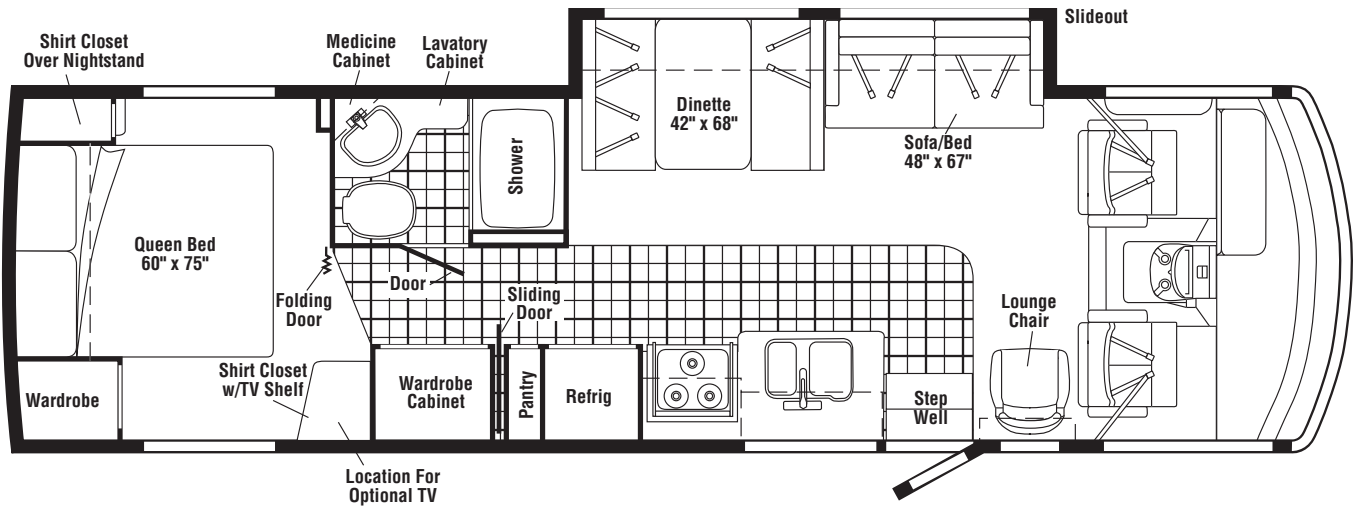 Slideout
Shirt Closet
Over Nightstand
Medicine
Cabinet
Lavatory
Cabinet
Dinette
42" x 68"
Sofa/Bed
48" x 67"
Shower
Queen Bed
60" x 75"
Folding
Door
Door
Sliding
Door
Lounge
Chair
Shirt Closet
w/TV Shelf
Wardrobe
Wardrobe
Cabinet
Pantry
Refrig
Step
Well
Location For
Optional TV